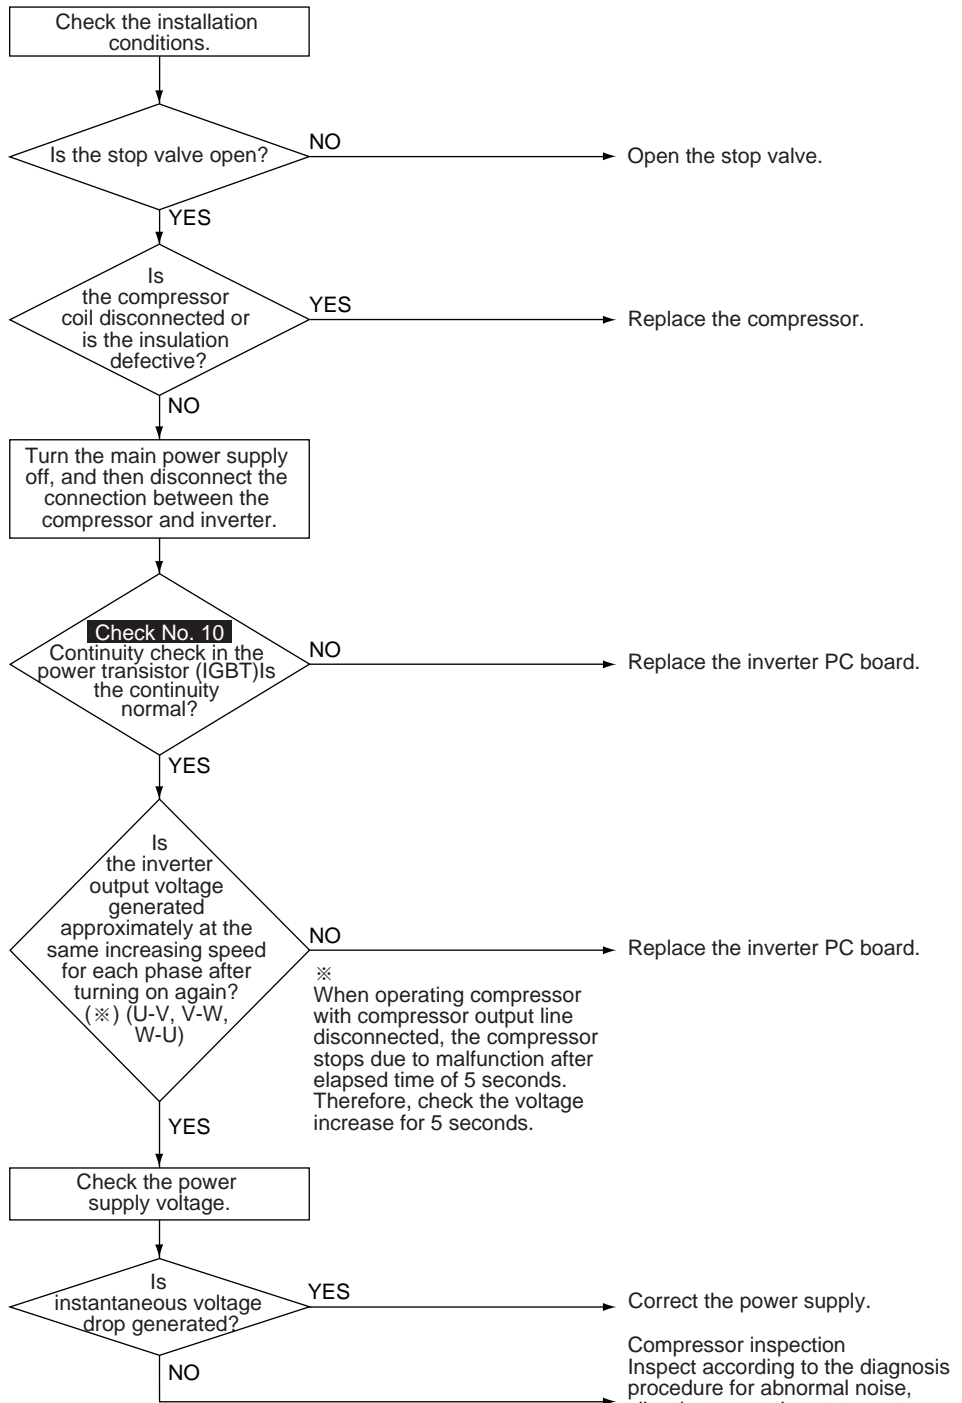 Check the installation
conditions.
Is the stop valve open?
NO
Open the stop valve.
YES
Is
the compressor
coil disconnected or
is the insulation
defective?
YES
Replace the compressor.
NO
Turn the main power supply
off, and then disconnect the
connection between the
compressor and inverter.
Check No. 10
Continuity check in the
power transistor (IGBT)Is
the continuity
normal?
NO
Replace the inverter PC board.
YES
Is
the inverter
output voltage
generated
approximately at the
same increasing speed
for each phase after
turning on again?
(※) (U-V, V-W,
W-U)
NO
Replace the inverter PC board.
※
When operating compressor
with compressor output line
disconnected, the compressor
stops due to malfunction after
elapsed time of 5 seconds.
Therefore, check the voltage
increase for 5 seconds.
YES
Check the power
supply voltage.
Is
instantaneous voltage
drop generated?
YES
Correct the power supply.
NO
Compressor inspection
Inspect according to the diagnosis
procedure for abnormal noise,